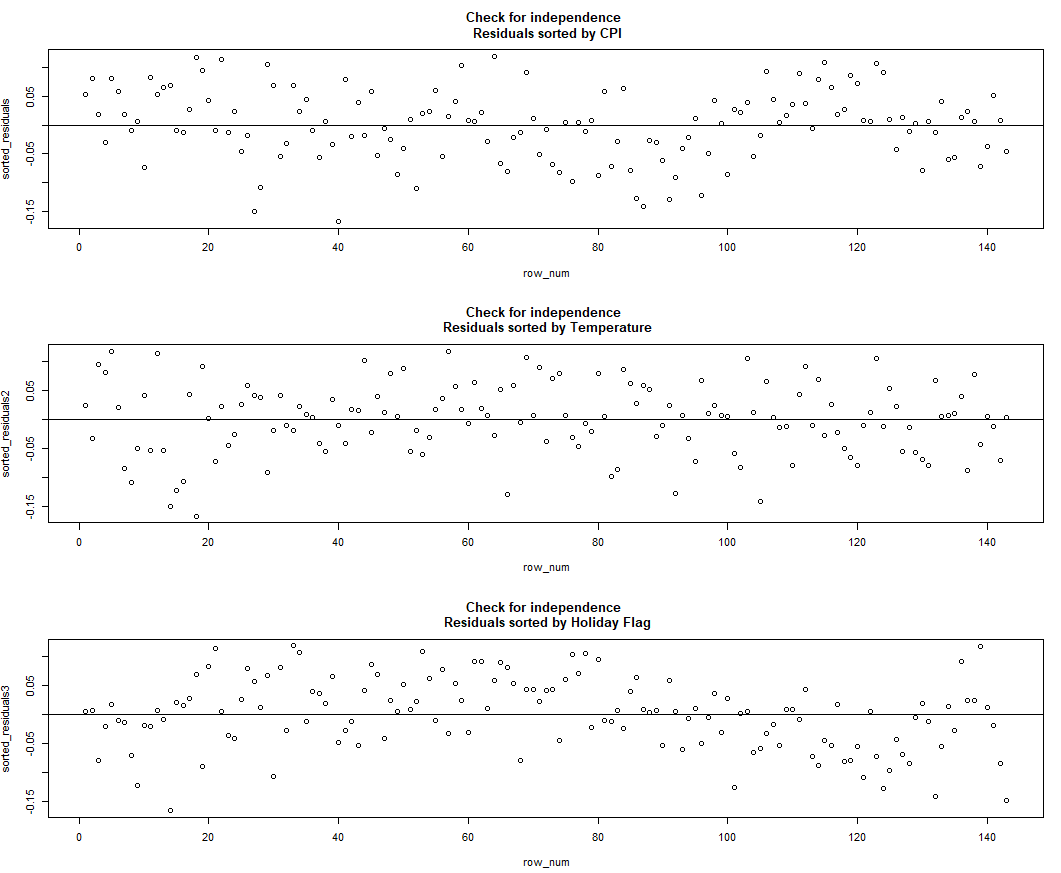 Check for independence
Residuals sorted by CPI
sorted_residuals
0.05
-0.05
-0.15
0 20 40 60 80 100 120 140
row_num
Check for independence
Residuals sorted by Temperature
sorted_residuals2
0.05
-0.05
-0.15
0 20 40 60 80 100 120 140
row_num
Check for independence
Residuals sorted by Holiday Flag
sorted_residuals3
0.05
-0.05
-0.15
0 20 40 60 80 100 120 140
row_num